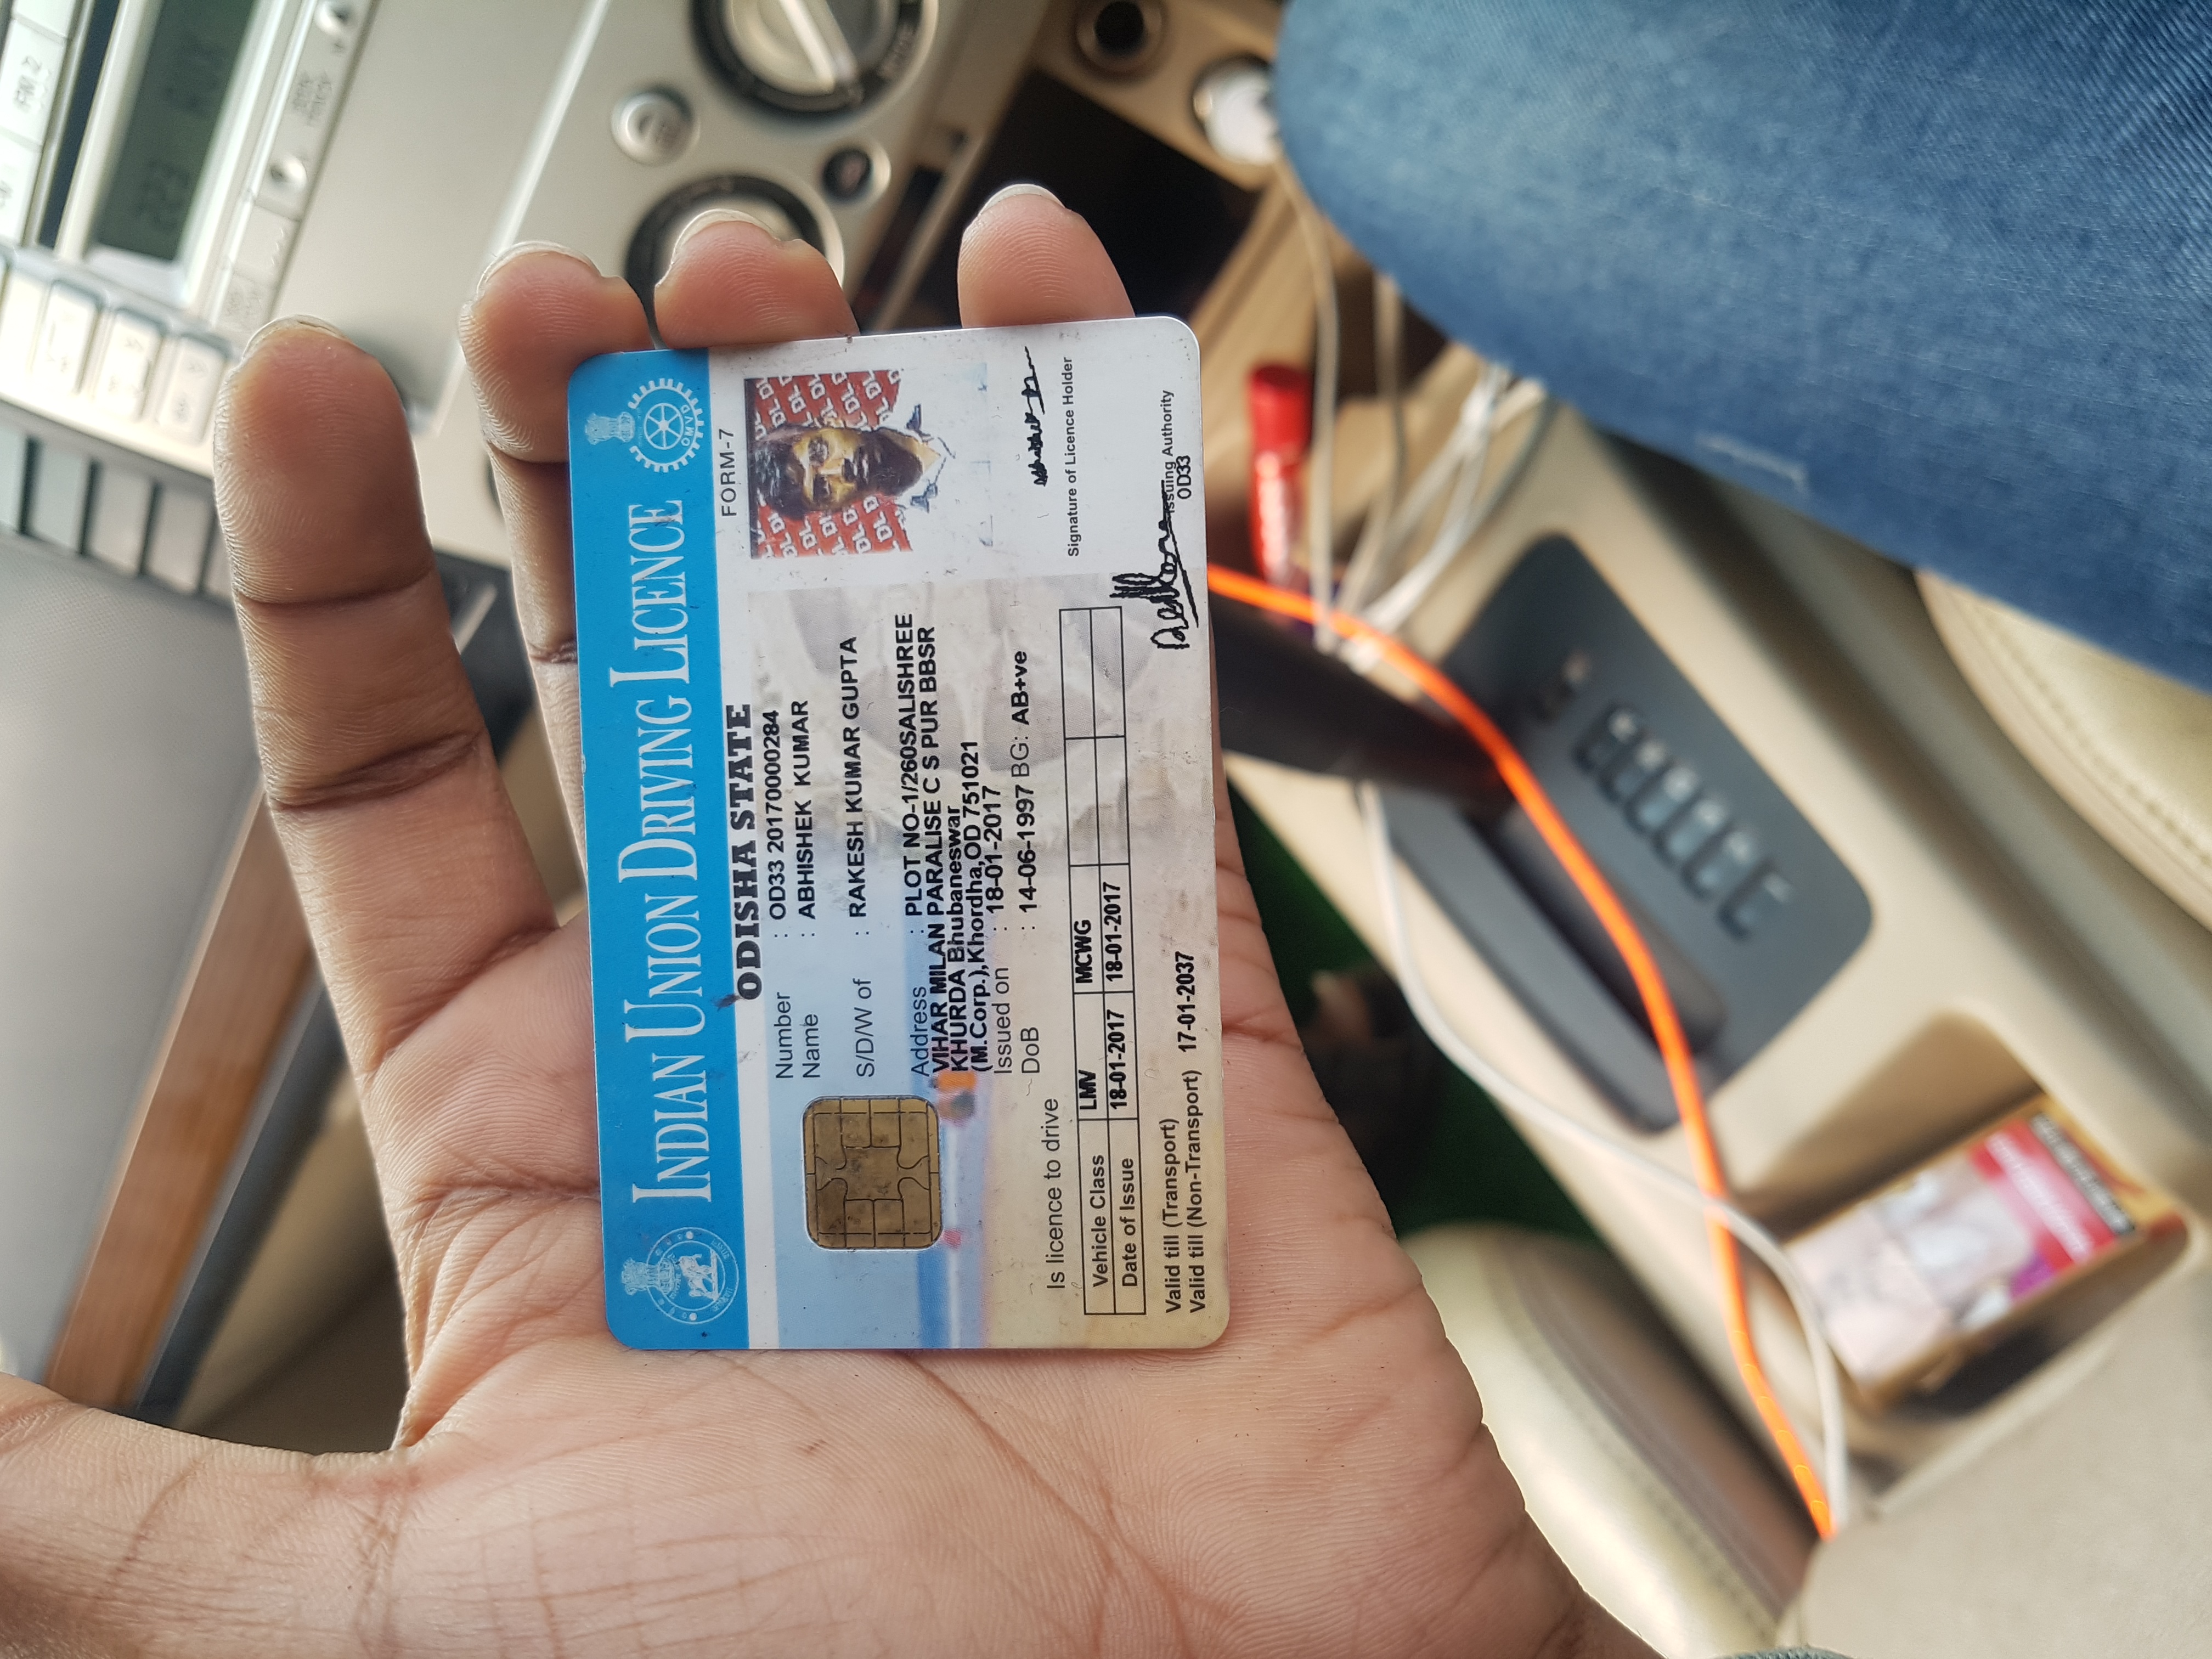 INDIAN UNION DRIVING LICENCE
OMVD
ODISHA STATE
FORM-7
Number : OD33 20170000284
Name : ABHISHEK KUMAR
S/D/W of : RAKESH KUMAR GUPTA
Address : PLOT NO-1/260SALISHREE
VIHAR MILAN PARALISE C S PUR BBSR
KHURDA Bhubaneswar
(M.Corp.),Khordha,OD 751021
Issued on : 18-01-2017
DoB : 14-06-1997 BG: AB+ve
Is licence to drive
Signature of Licence Holder
Vehicle Class LMV MCWG
Date of Issue 18-01-2017 18-01-2017
Valid till (Transport)
Valid till (Non-Transport) 17-01-2037
Issuing Authority
OD33